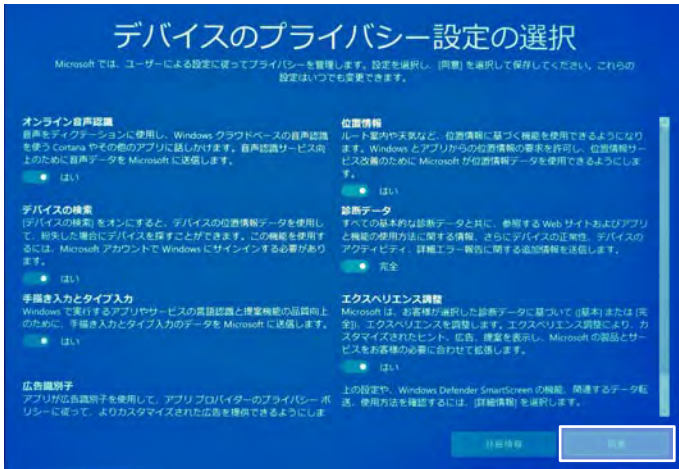 デバイスのプライバシー設定の選択
Microsoft では、ユーザーによる設定に従ってプライバシーを管理します。設定を選択し、[同意] を選択して保存してください。これらの
設定はいつでも変更できます。
オンライン音声認識
音声をディクテーションに使用し、Windows クラウドベースの音声認識
を使う Cortana やその他のアプリに話しかけます。音声認識サービス向
上のために音声データを Microsoft に送信します。
はい
デバイスの検索
[デバイスの検索] をオンにすると、デバイスの位置情報データを使用し
て、紛失した場合にデバイスを探すことができます。この機能を使用す
るには、Microsoft アカウントで Windows にサインインする必要があり
ます。
はい
手描き入力とタイプ入力
Windows で実行するアプリやサービスの言語認識と提案機能の品質向上
のために、手描き入力とタイプ入力のデータを Microsoft に送信します。
はい
広告識別子
アプリが広告識別子を使用して、アプリ プロバイダーのプライバシー ポ
リシーに従って、よりカスタマイズされた広告を提供できるようにしま
位置情報
ルート案内や天気など、位置情報に基づく機能を使用できるようになり
ます。Windows とアプリからの位置情報の要求を許可し、位置情報サー
ビス改善のために Microsoft が位置情報データを使用できるようにしま
す。
はい
診断データ
すべての基本的な診断データと共に、参照する Web サイトおよびアプリ
と機能の使用方法に関する情報、さらにデバイスの正常性、デバイスの
アクティビティ、詳細エラー報告に関する追加情報を送信します。
完全
エクスペリエンス調整
Microsoft は、お客様が選択した診断データに基づいて ([基本] または [完
全])、エクスペリエンスを調整します。エクスペリエンス調整により、カ
スタマイズされたヒント、広告、提案を表示し、Microsoft の製品とサー
ビスをお客様の必要に合わせて拡張します。
はい
上の設定や、Windows Defender SmartScreen の機能、関連するデータ転
送、使用方法を確認するには、[詳細情報] を選択します。
詳細情報
同意